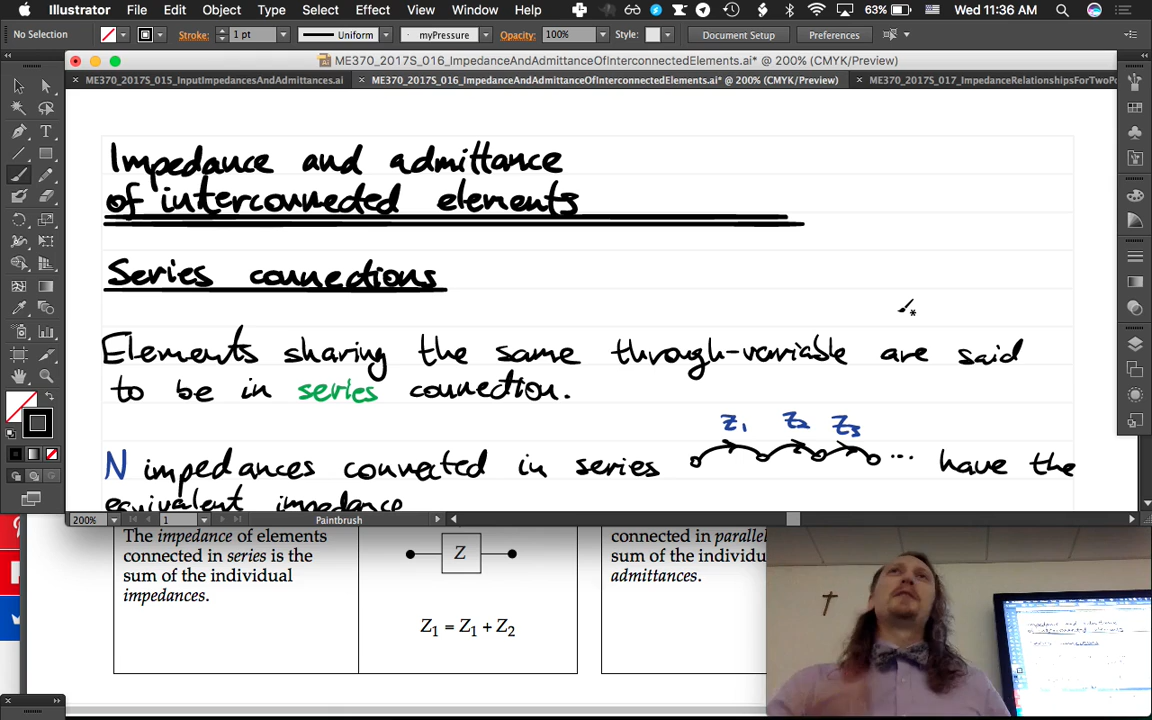 Illustrator File Edit Object Type Select Effect View Window Help 63% Wed 11:36 AM
No Selection Stroke: 1 pt Uniform myPressure Opacity: 100% Style: Document Setup Preferences
ME370_2017S_016_ImpedanceAndAdmittanceOfInterconnectedElements.ai* @ 200% (CMYK/Preview)
ME370_2017S_015_InputImpedancesAndAdmittances.ai ME370_2017S_016_ImpedanceAndAdmittanceOfInterconnectedElements.ai* @ 200% (CMYK/Preview) ME370_2017S_017_ImpedanceRelationshipsForTwoPo
Impedance and admittance
of interconneted elements
Series connections
Elements sharing the same through-variable are said
to be in series connection.
Z1 Z2 Z3
N impedances connected in series ... have the
equivalent impedance
200% 1 Paintbrush
The impedance of elements
connected in series is the
sum of the individual
impedances.
Z
Z1 = Z1 + Z2
connected in parallel
sum of the individu
admittances.